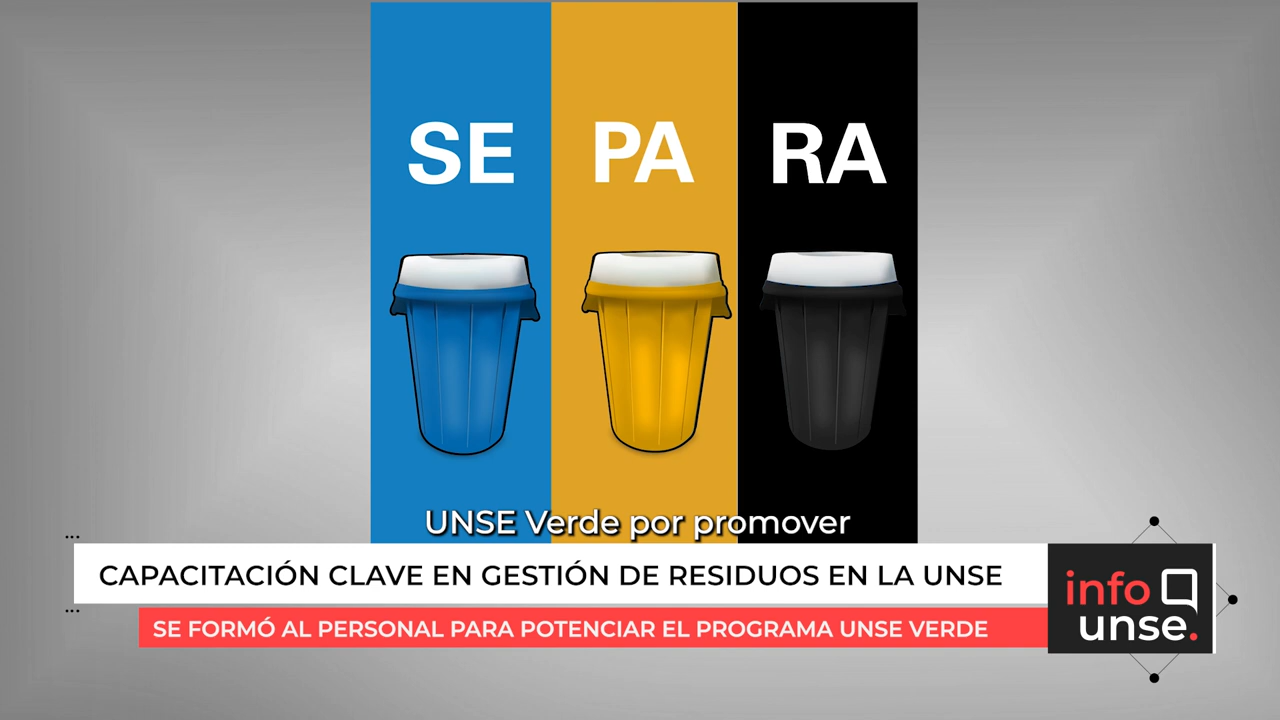 SE PA RA
UNSE Verde por promover
CAPACITACIÓN CLAVE EN GESTIÓN DE RESIDUOS EN LA UNSE
SE FORMÓ AL PERSONAL PARA POTENCIAR EL PROGRAMA UNSE VERDE
info
unse.